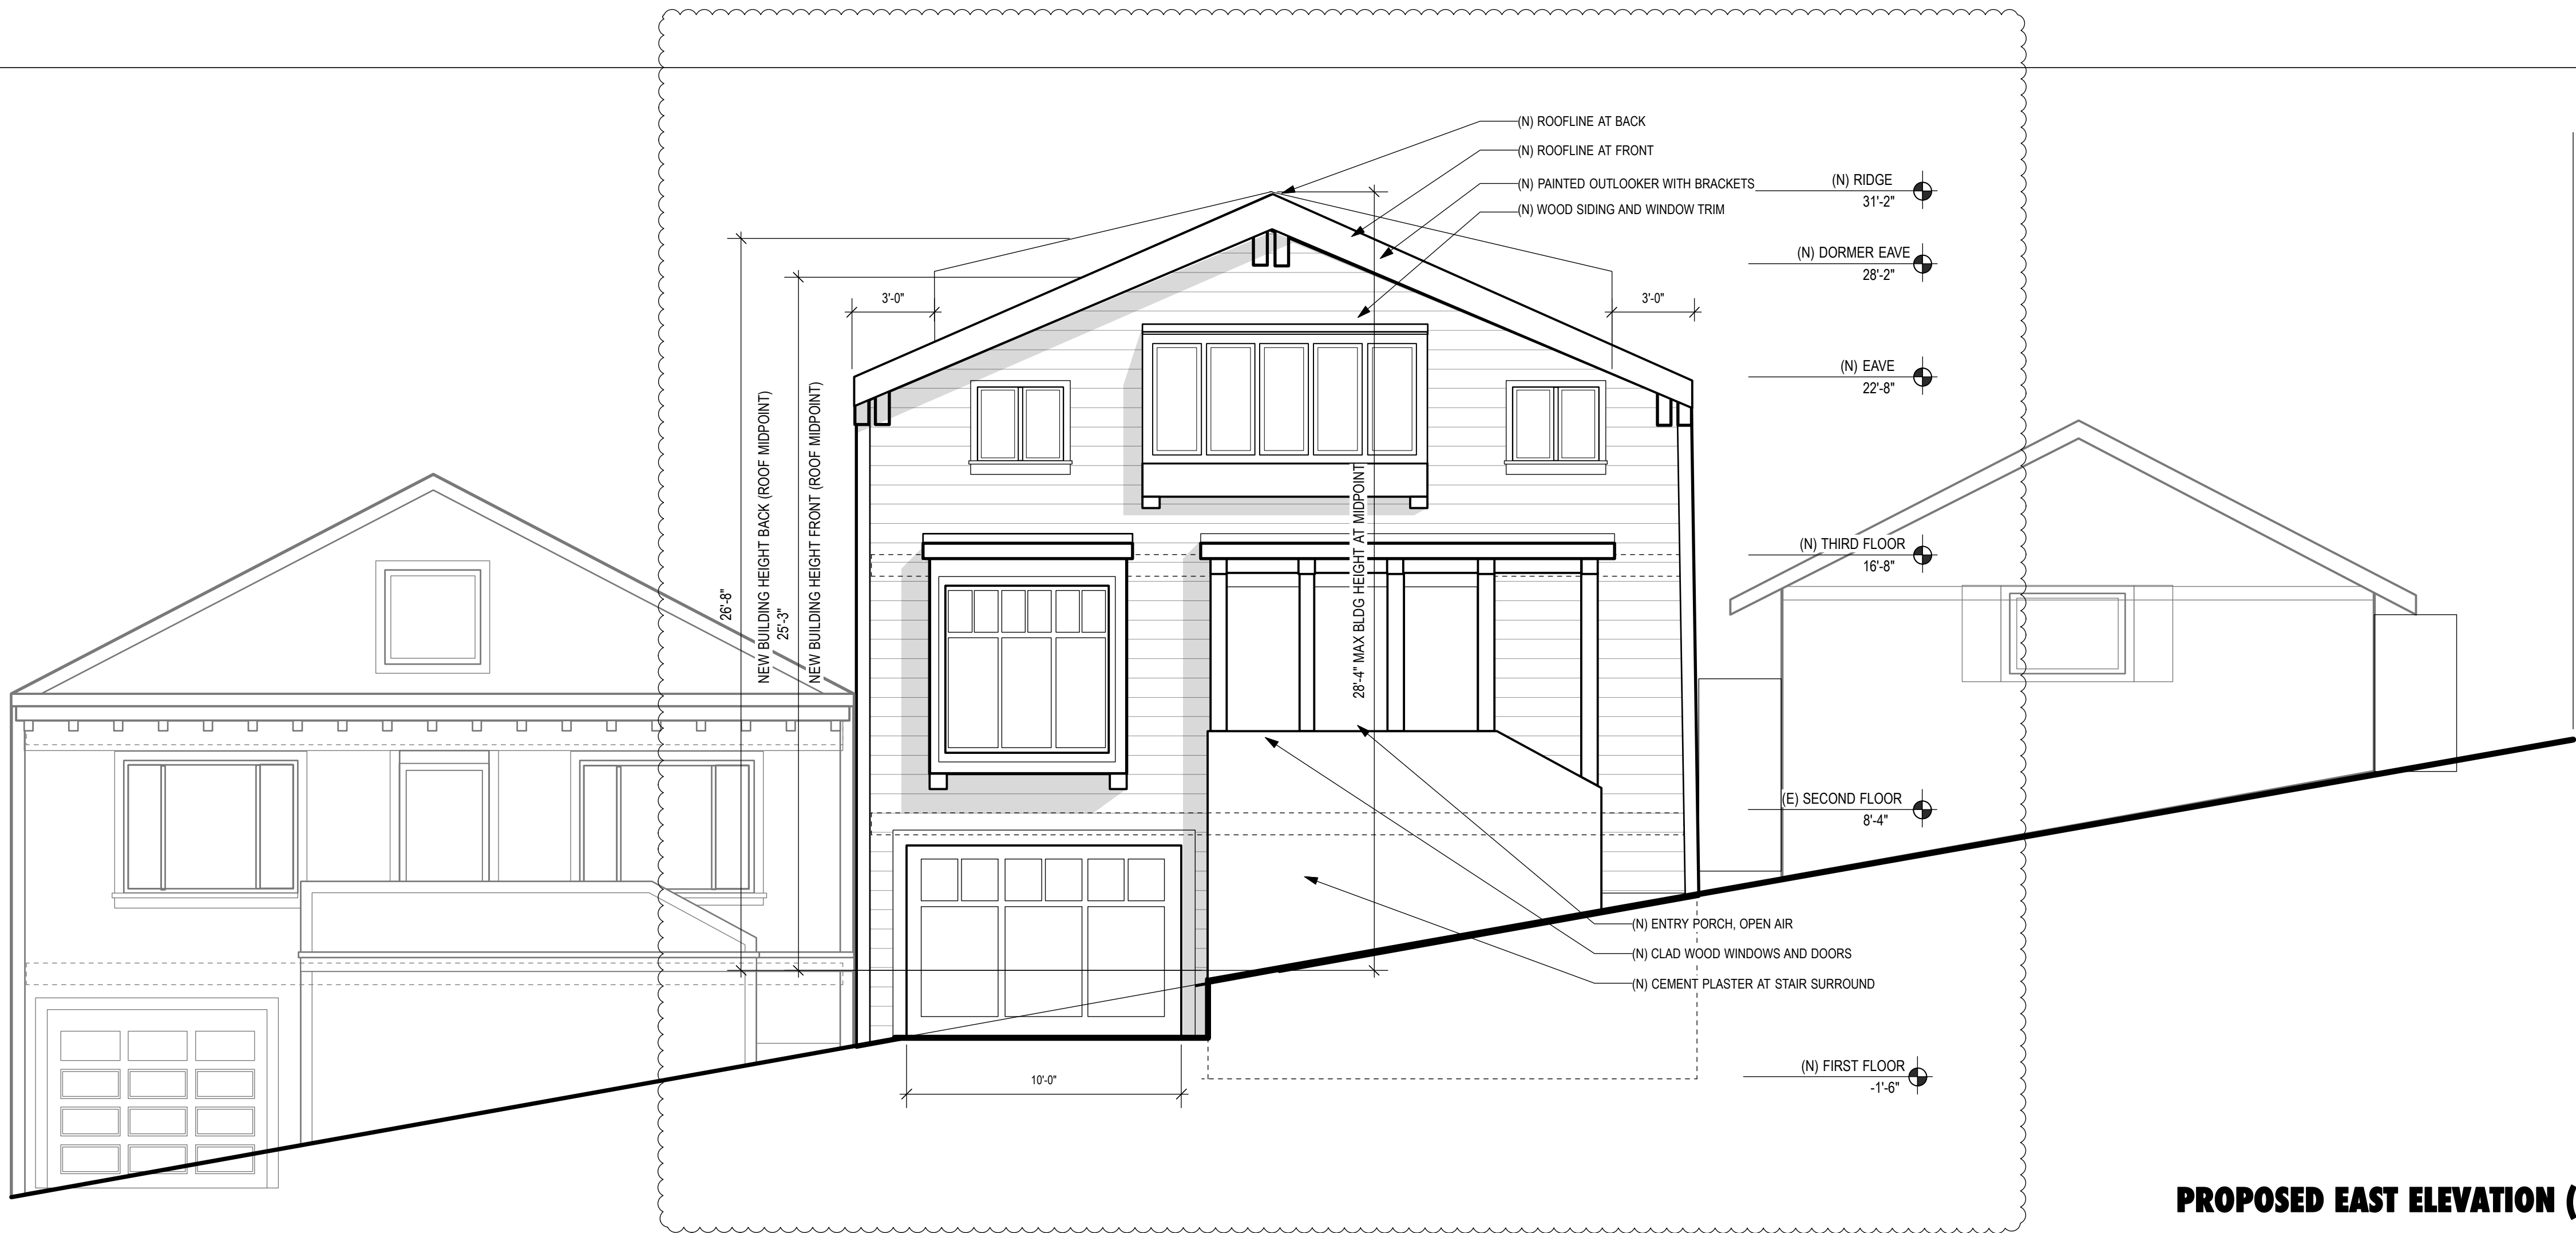 (N) ROOFLINE AT BACK
(N) ROOFLINE AT FRONT
(N) PAINTED OUTLOOKER WITH BRACKETS
(N) WOOD SIDING AND WINDOW TRIM
(N) RIDGE
31'-2"
(N) DORMER EAVE
28'-2"
3'-0"
3'-0"
(N) EAVE
22'-8"
26'-8"
NEW BUILDING HEIGHT BACK (ROOF MIDPOINT)
25'-3"
NEW BUILDING HEIGHT FRONT (ROOF MIDPOINT)
28'-4" MAX BLDG HEIGHT AT MIDPOINT
(N) THIRD FLOOR
16'-8"
(E) SECOND FLOOR
8'-4"
(N) ENTRY PORCH, OPEN AIR
(N) CLAD WOOD WINDOWS AND DOORS
(N) CEMENT PLASTER AT STAIR SURROUND
(N) FIRST FLOOR
-1'-6"
10'-0"
PROPOSED EAST ELEVATION (